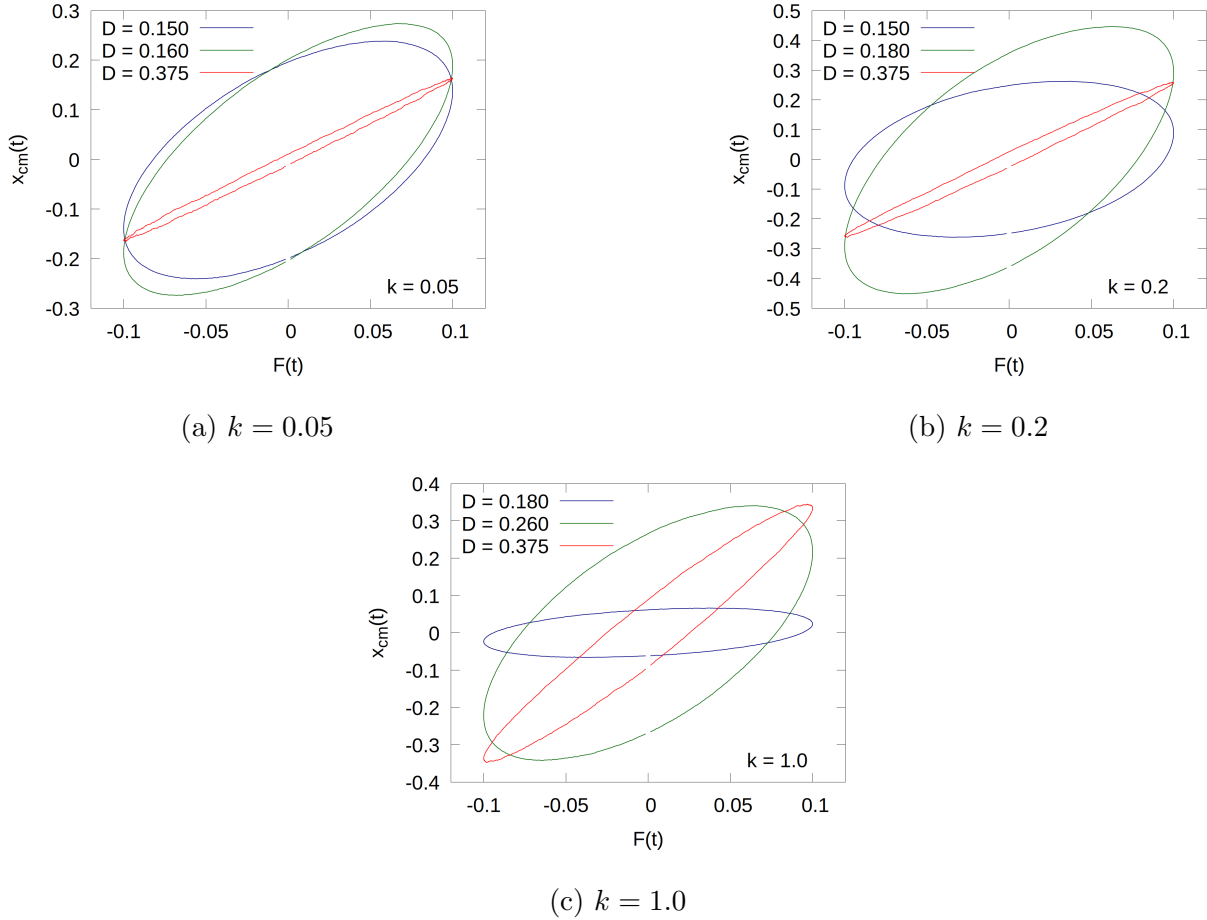 0.3
0.2
0.1
0
-0.1
-0.2
-0.3
x_cm(t)
D = 0.150
D = 0.160
D = 0.375
k = 0.05
-0.1 -0.05 0 0.05 0.1
F(t)
(a) k = 0.05
0.5
0.4
0.3
0.2
0.1
0
-0.1
-0.2
-0.3
-0.4
-0.5
x_cm(t)
D = 0.150
D = 0.180
D = 0.375
k = 0.2
-0.1 -0.05 0 0.05 0.1
F(t)
(b) k = 0.2
0.4
0.3
0.2
0.1
0
-0.1
-0.2
-0.3
-0.4
x_cm(t)
D = 0.180
D = 0.260
D = 0.375
k = 1.0
-0.1 -0.05 0 0.05 0.1
F(t)
(c) k = 1.0